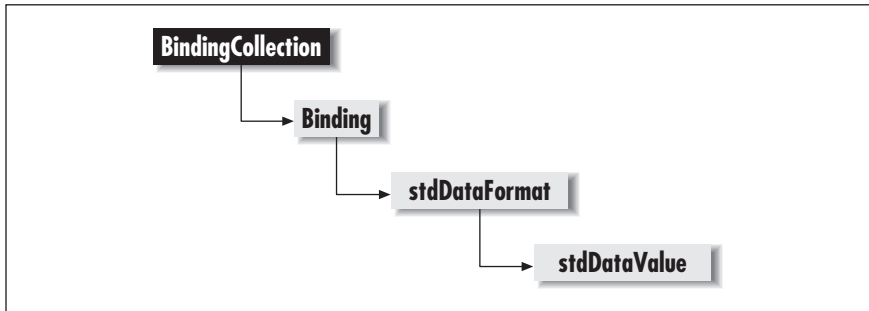 BindingCollection
Binding
stdDataFormat
stdDataValue